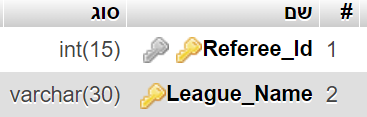 # שם סוג
1 Referee_Id int(15)
2 League_Name varchar(30)